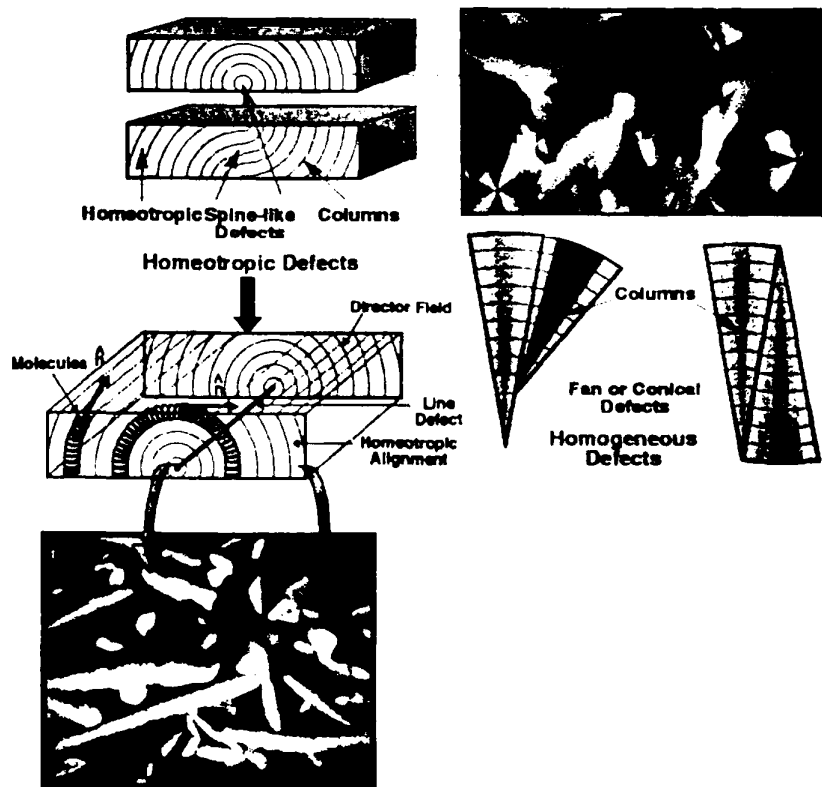 Homeotropic Spine-like Columns
Defects
Homeotropic Defects
Director Field
Molecules
n̂
n̂
Line
Defect
Homeotropic
Alignment
Columns
Fan or Conical
Defects
Homogeneous
Defects